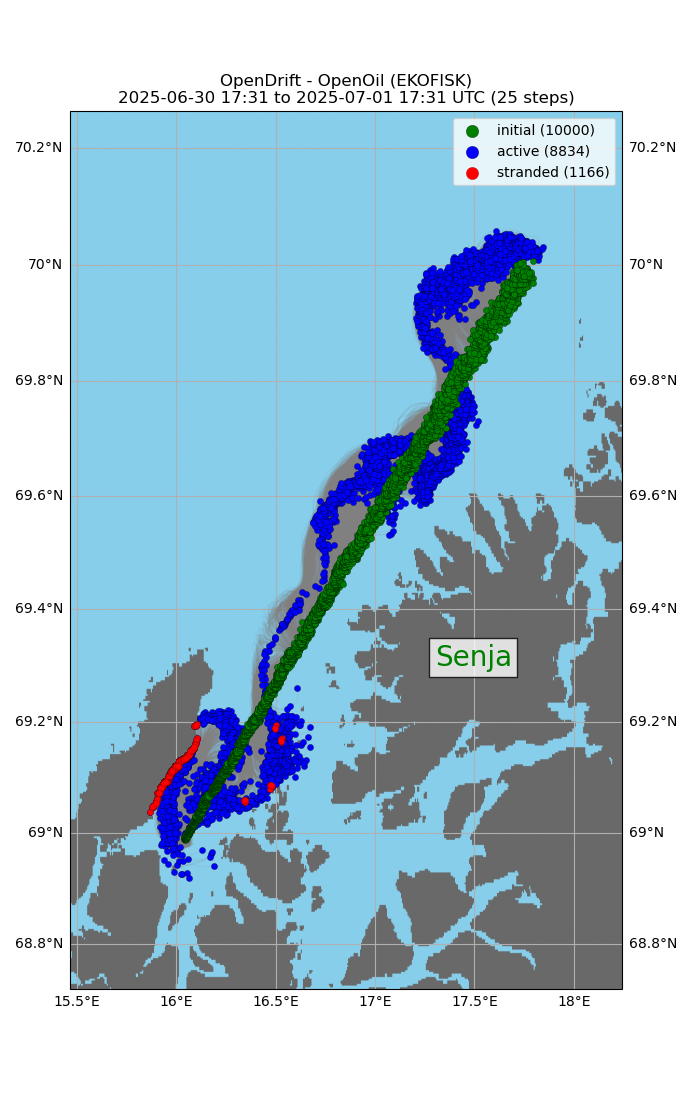 OpenDrift - OpenOil (EKOFISK)
2025-06-30 17:31 to 2025-07-01 17:31 UTC (25 steps)
initial (10000)
active (8834)
stranded (1166)
70.2°N 70.2°N
70°N 70°N
69.8°N 69.8°N
69.6°N 69.6°N
69.4°N 69.4°N
Senja
69.2°N 69.2°N
69°N 69°N
68.8°N 68.8°N
15.5°E 16°E 16.5°E 17°E 17.5°E 18°E